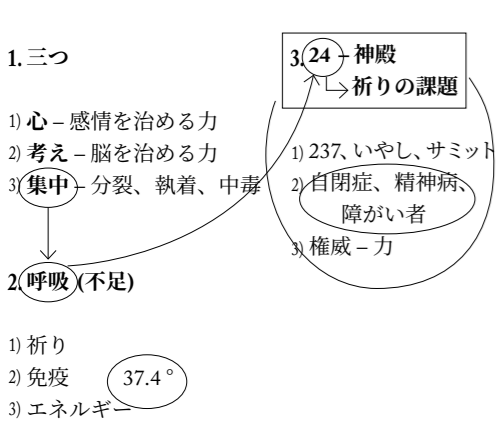 1. 三つ
1) 心 – 感情を治める力
2) 考え – 脳を治める力
3) 集中 – 分裂、執着、中毒
2. 呼吸 (不足)
1) 祈り
2) 免疫 37.4 °
3) エネルギー
3. 24 – 神殿
祈りの課題
1) 237、いやし、サミット
2) 自閉症、精神病、
障がい者
3) 権威 – 力